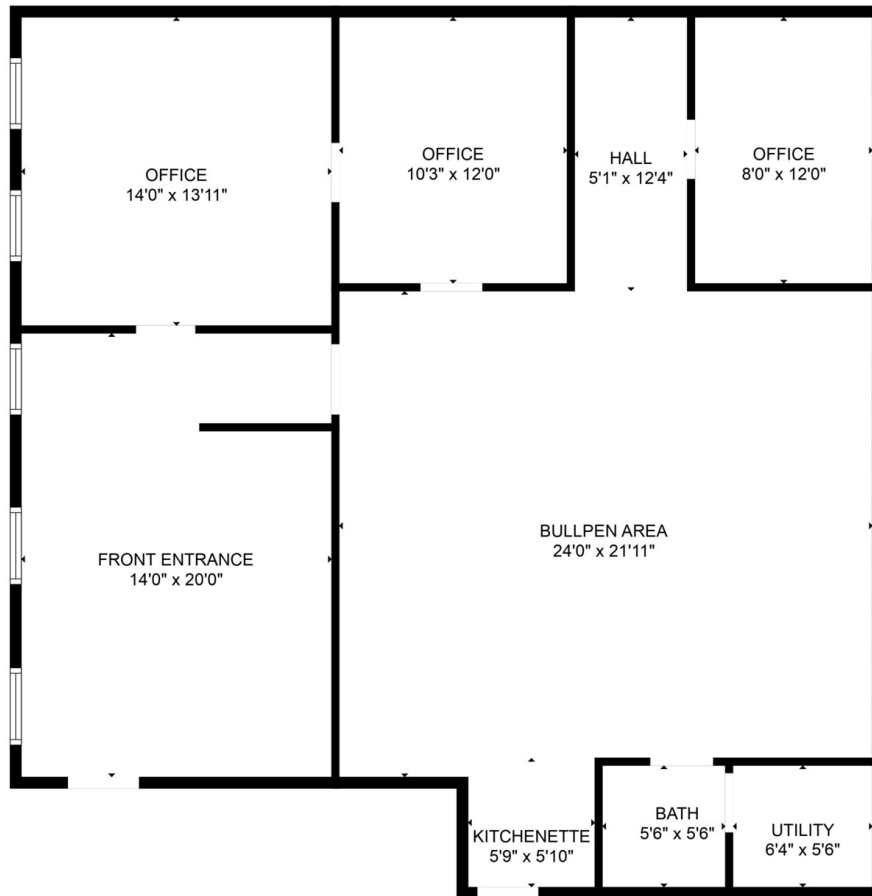 OFFICE
14'0" x 13'11"
OFFICE
10'3" x 12'0"
HALL
5'1" x 12'4"
OFFICE
8'0" x 12'0"
FRONT ENTRANCE
14'0" x 20'0"
BULLPEN AREA
24'0" x 21'11"
KITCHENETTE
5'9" x 5'10"
BATH
5'6" x 5'6"
UTILITY
6'4" x 5'6"